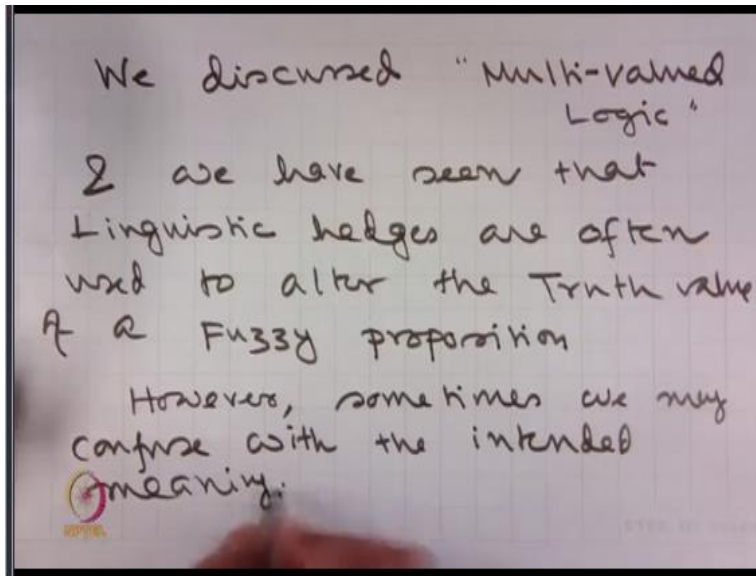 We discussed "Multi-valued
Logic"
& we have seen that
Linguistic hedges are often
used to alter the Truth value
of a Fuzzy proposition
However, sometimes we may
confuse with the intended
meaning.
NPTEL